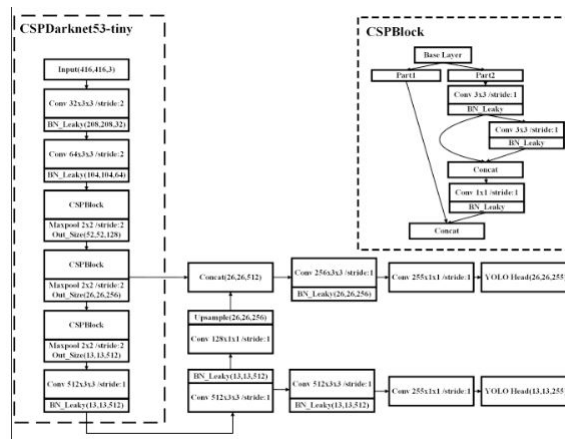 CSPDarknet53-tiny
Input(416,416,3)
Conv 32x3x3 /stride:2
BN_Leaky(208,208,32)
Conv 64x3x3 /stride:2
BN_Leaky(104,104,64)
CSPBlock
Maxpool 2x2 /stride:2
Out_Size(52,52,128)
CSPBlock
Maxpool 2x2 /stride:2
Out_Size(26,26,256)
CSPBlock
Maxpool 2x2 /stride:2
Out_Size(13,13,512)
Conv 512x3x3 /stride:1
BN_Leaky(13,13,512)
CSPBlock
Base Layer
Part1
Part2
Conv 3x3 /stride:1
BN_Leaky
Conv 3x3 /stride:1
BN_Leaky
Concat
Conv 1x1 /stride:1
BN_Leaky
Concat
Concat(26,26,512)
Conv 256x3x3 /stride:1
BN_Leaky(26,26,256)
Conv 255x1x1 /stride:1
YOLO Head(26,26,255)
Upsample(26,26,256)
Conv 128x1x1 /stride:1
BN_Leaky(13,13,512)
Conv 512x3x3 /stride:1
Conv 512x3x3 /stride:1
BN_Leaky(13,13,512)
Conv 255x1x1 /stride:1
YOLO Head(13,13,255)